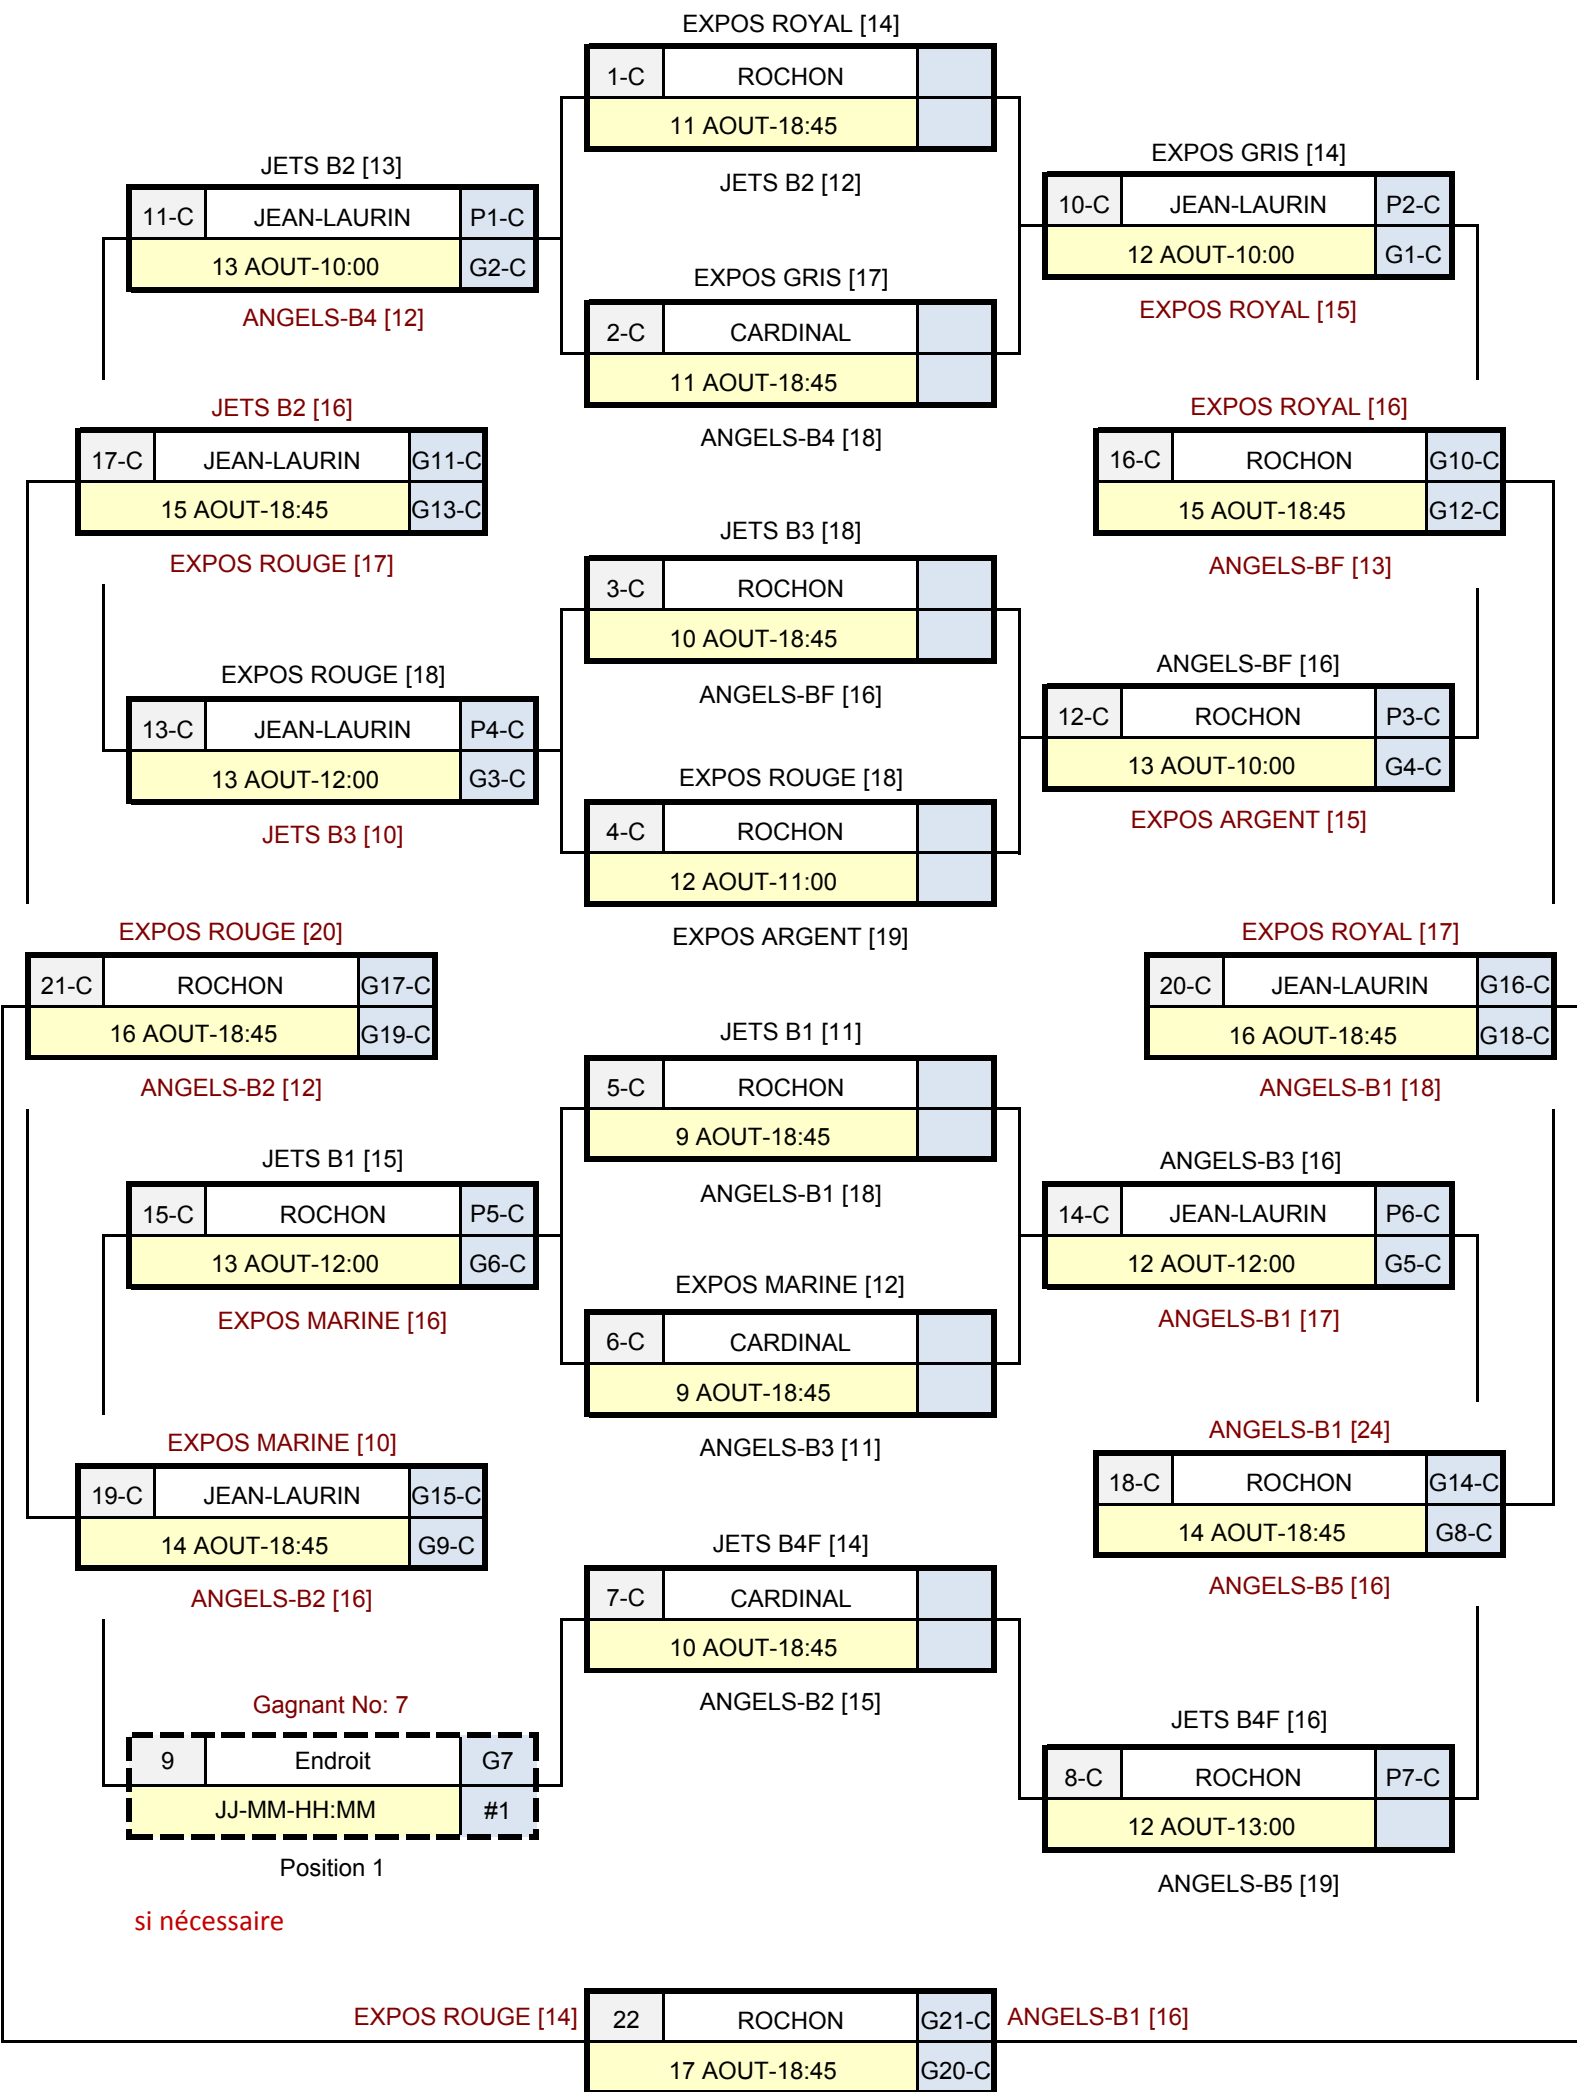 EXPOS ROYAL [14]
1-C ROCHON
11 AOUT-18:45
JETS B2 [12]
JETS B2 [13]
11-C JEAN-LAURIN P1-C
13 AOUT-10:00 G2-C
ANGELS-B4 [12]
EXPOS GRIS [14]
10-C JEAN-LAURIN P2-C
12 AOUT-10:00 G1-C
EXPOS ROYAL [15]
EXPOS GRIS [17]
2-C CARDINAL
11 AOUT-18:45
ANGELS-B4 [18]
JETS B2 [16]
17-C JEAN-LAURIN G11-C
15 AOUT-18:45 G13-C
EXPOS ROUGE [17]
EXPOS ROYAL [16]
16-C ROCHON G10-C
15 AOUT-18:45 G12-C
ANGELS-BF [13]
JETS B3 [18]
3-C ROCHON
10 AOUT-18:45
ANGELS-BF [16]
EXPOS ROUGE [18]
13-C JEAN-LAURIN P4-C
13 AOUT-12:00 G3-C
JETS B3 [10]
ANGELS-BF [16]
12-C ROCHON P3-C
13 AOUT-10:00 G4-C
EXPOS ARGENT [15]
EXPOS ROUGE [18]
4-C ROCHON
12 AOUT-11:00
EXPOS ARGENT [19]
EXPOS ROUGE [20]
21-C ROCHON G17-C
16 AOUT-18:45 G19-C
ANGELS-B2 [12]
EXPOS ROYAL [17]
20-C JEAN-LAURIN G16-C
16 AOUT-18:45 G18-C
ANGELS-B1 [18]
JETS B1 [11]
5-C ROCHON
9 AOUT-18:45
ANGELS-B1 [18]
JETS B1 [15]
15-C ROCHON P5-C
13 AOUT-12:00 G6-C
EXPOS MARINE [16]
ANGELS-B3 [16]
14-C JEAN-LAURIN P6-C
12 AOUT-12:00 G5-C
ANGELS-B1 [17]
EXPOS MARINE [12]
6-C CARDINAL
9 AOUT-18:45
ANGELS-B3 [11]
EXPOS MARINE [10]
19-C JEAN-LAURIN G15-C
14 AOUT-18:45 G9-C
ANGELS-B2 [16]
ANGELS-B1 [24]
18-C ROCHON G14-C
14 AOUT-18:45 G8-C
ANGELS-B5 [16]
JETS B4F [14]
7-C CARDINAL
10 AOUT-18:45
ANGELS-B2 [15]
Gagnant No: 7
9 Endroit G7
JJ-MM-HH:MM #1
Position 1
si nécessaire
JETS B4F [16]
8-C ROCHON P7-C
12 AOUT-13:00
ANGELS-B5 [19]
EXPOS ROUGE [14] 22 ROCHON G21-C ANGELS-B1 [16]
17 AOUT-18:45 G20-C